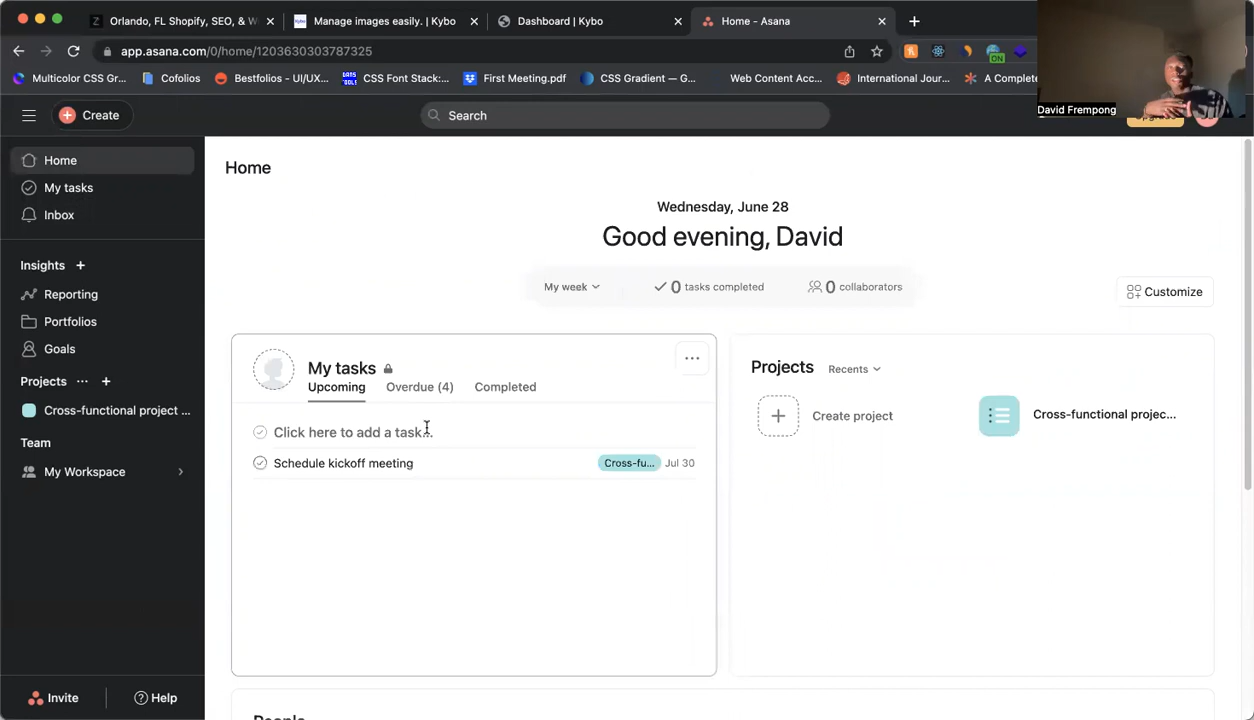 Orlando, FL Shopify, SEO, & W
Manage images easily. | Kybo
Dashboard | Kybo
Home - Asana
app.asana.com/0/home/1203630303787325
ON
Multicolor CSS Gr...
Cofolios
Bestfolios - UI/UX...
CSS Font Stack:...
First Meeting.pdf
CSS Gradient — G...
Web Content Acc...
International Jour...
A Complete
David Frempong
Create
Search
Home
My tasks
Inbox
Insights
Reporting
Portfolios
Goals
Projects
Cross-functional project ...
Team
My Workspace
Invite
Help
Home
Wednesday, June 28
Good evening, David
My week
0 tasks completed
0 collaborators
Customize
My tasks
Upcoming
Overdue (4)
Completed
Click here to add a task...
Schedule kickoff meeting
Cross-fu...
Jul 30
Projects
Recents
Create project
Cross-functional projec...
People